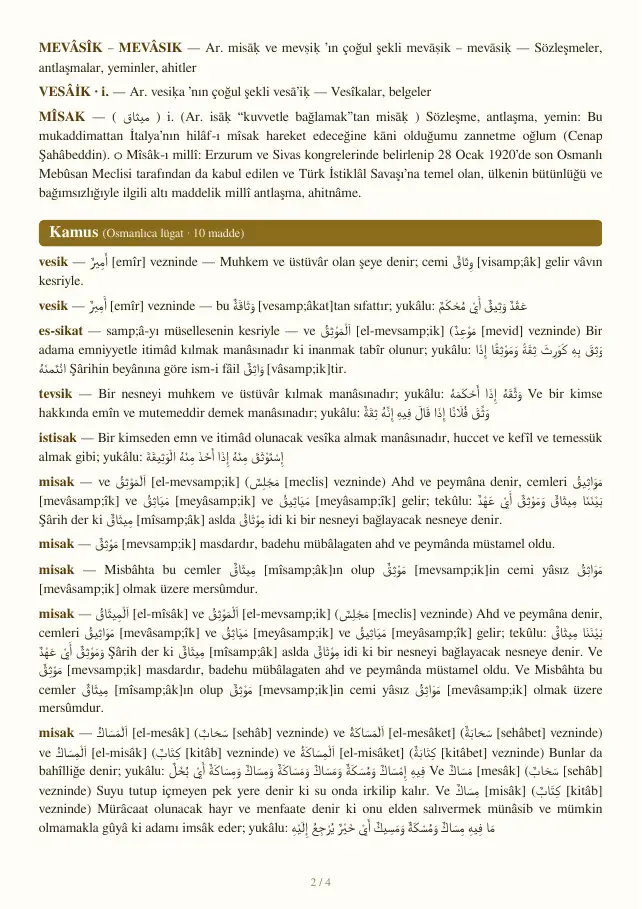 MEVÂSÎK – MEVÂSIK — Ar. misāḳ ve mevṣiḳ ’ın çoğul şekli mevāṣik – mevāsiḳ — Sözleşmeler,
antlaşmalar, yeminler, ahitler
VESÂİK · i. — Ar. vesiḳa ’nın çoğul şekli vesā’iḳ — Vesîkalar, belgeler
MÎSAK — ( ميثاق ) i. (Ar. iṣāḳ “kuvvetle bağlamak”tan misāḳ ) Sözleşme, antlaşma, yemin: Bu
mukaddimattan İtalya’nın hilâf-ı mîsak hareket edeceğine kāni olduğumu zannetme oğlum (Cenap
Şahâbeddin). ○ Mîsâk-ı millî: Erzurum ve Sivas kongrelerinde belirlenip 28 Ocak 1920’de son Osmanlı
Mebûsan Meclisi tarafından da kabul edilen ve Türk İstiklâl Savaşı’na temel olan, ülkenin bütünlüğü ve
bağımsızlığıyle ilgili altı maddelik millî antlaşma, ahitnâme.
Kamus (Osmanlıca lügat · 10 madde)
vesik — أَمِيرٌ [emîr] vezninde — Muhkem ve üstüvâr olan şeye denir; cemi وِثَاقٌ [visamp;âk] gelir vâvın
kesriyle.
vesik — أَمِيرٌ [emîr] vezninde — bu وَثَاقَةٌ [vesamp;âkat]tan sıfattır; yukâlu: عَقْدٌ وَثِيقٌ أَيْ مُحْكَمٌ
es-sikat — samp;â-yı müsellesenin kesriyle — ve اَلْمَوْثِقُ [el-mevsamp;ik] (مَوْعِدٌ [mevid] vezninde) Bir
adama emniyyetle itimâd kılmak manâsınadır ki inanmak tabîr olunur; yukâlu: وَثِقَ بِهِ كَوَرِثَ ثِقَةً وَمَوْثِقًا إِذَا
ائْتَمَنَهُ Şârihin beyânına göre ism-i fâil وَاثِقٌ [vâsamp;ik]tir.
tevsik — Bir nesneyi muhkem ve üstüvâr kılmak manâsınadır; yukâlu: وَثَّقَهُ إِذَا أَحْكَمَهُ Ve bir kimse
hakkında emîn ve mutemeddir demek manâsınadır; yukâlu: وَثَّقَ فُلَانًا إِذَا قَالَ فِيهِ إِنَّهُ ثِقَةٌ
istisak — Bir kimseden emn ve itimâd olunacak vesîka almak manâsınadır, huccet ve kefîl ve temessük
almak gibi; yukâlu: إِسْتَوْثَقَ مِنْهُ إِذَا أَخَذَ مِنْهُ الْوَثِيقَةَ
misak — ve اَلْمَوْثِقُ [el-mevsamp;ik] (مَجْلِسٌ [meclis] vezninde) Ahd ve peymâna denir, cemleri مَوَاثِيقُ
[mevâsamp;îk] ve مَيَاثِقُ [meyâsamp;ik] ve مَيَاثِيقُ [meyâsamp;îk] gelir; tekûlu: بَيْنَنَا مِيثَاقٌ وَمَوْثِقٌ أَيْ عَهْدٌ
Şârih der ki مِيثَاقٌ [mîsamp;âk] aslda مِوْثَاقٌ idi ki bir nesneyi bağlayacak nesneye denir.
misak — مَوْثِقٌ [mevsamp;ik] masdardır, badehu mübâlagaten ahd ve peymânda müstamel oldu.
misak — Misbâhta bu cemler مِيثَاقٌ [mîsamp;âk]ın olup مَوْثِقٌ [mevsamp;ik]in cemi yâsız مَوَاثِقُ
[mevâsamp;ik] olmak üzere mersûmdur.
misak — اَلْمِيثَاقُ [el-mîsâk] ve اَلْمَوْثِقُ [el-mevsamp;ik] (مَجْلِسٌ [meclis] vezninde) Ahd ve peymâna denir,
cemleri مَوَاثِيقُ [mevâsamp;îk] ve مَيَاثِقُ [meyâsamp;ik] ve مَيَاثِيقُ [meyâsamp;îk] gelir; tekûlu: بَيْنَنَا مِيثَاقٌ
وَمَوْثِقٌ أَيْ عَهْدٌ Şârih der ki مِيثَاقٌ [mîsamp;âk] aslda مِوْثَاقٌ idi ki bir nesneyi bağlayacak nesneye denir. Ve
مَوْثِقٌ [mevsamp;ik] masdardır, badehu mübâlagaten ahd ve peymânda müstamel oldu. Ve Misbâhta bu
cemler مِيثَاقٌ [mîsamp;âk]ın olup مَوْثِقٌ [mevsamp;ik]in cemi yâsız مَوَاثِقُ [mevâsamp;ik] olmak üzere
mersûmdur.
misak — اَلْمَسَاكُ [el-mesâk] (سَحَابٌ [sehâb] vezninde) ve اَلْمَسَاكَةُ [el-mesâket] (سَحَابَةٌ [sehâbet] vezninde)
ve اَلْمِسَاكُ [el-misâk] (كِتَابٌ [kitâb] vezninde) ve اَلْمِسَاكَةُ [el-misâket] (كِتَابَةٌ [kitâbet] vezninde) Bunlar da
bahîlliğe denir; yukâlu: فِيهِ إِمْسَاكٌ وَمُسْكَةٌ وَمَسَاكٌ وَمَسَاكَةٌ وَمِسَاكٌ وَمِسَاكَةٌ أَيْ بُخْلٌ Ve مَسَاكٌ [mesâk] (سَحَابٌ [sehâb]
vezninde) Suyu tutup içmeyen pek yere denir ki su onda irkilip kalır. Ve مِسَاكٌ [misâk] (كِتَابٌ [kitâb]
vezninde) Mürâcaat olunacak hayr ve menfaate denir ki onu elden salıvermek münâsib ve mümkin
olmamakla gûyâ ki adamı imsâk eder; yukâlu: مَا فِيهِ مِسَاكٌ وَمُسْكَةٌ وَمَسِيكٌ أَيْ خَيْرٌ يُرْجَعُ إِلَيْهِ
2 / 4